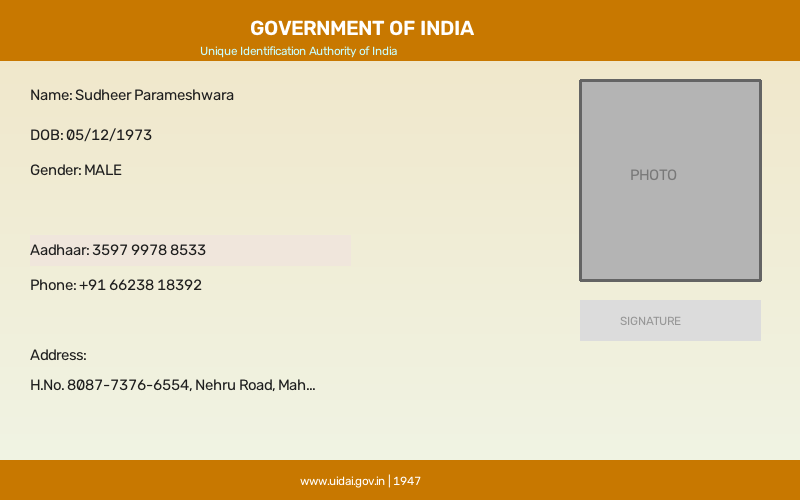 GOVERNMENT OF INDIA
Unique Identification Authority of India
Name: Sudheer Parameshwara
DOB: 05/12/1973
Gender: MALE
PHOTO
Aadhaar: 3597 9978 8533
Phone: +91 66238 18392
SIGNATURE
Address:
H.No. 8087-7376-6554, Nehru Road, Mah...
www.uidai.gov.in | 1947